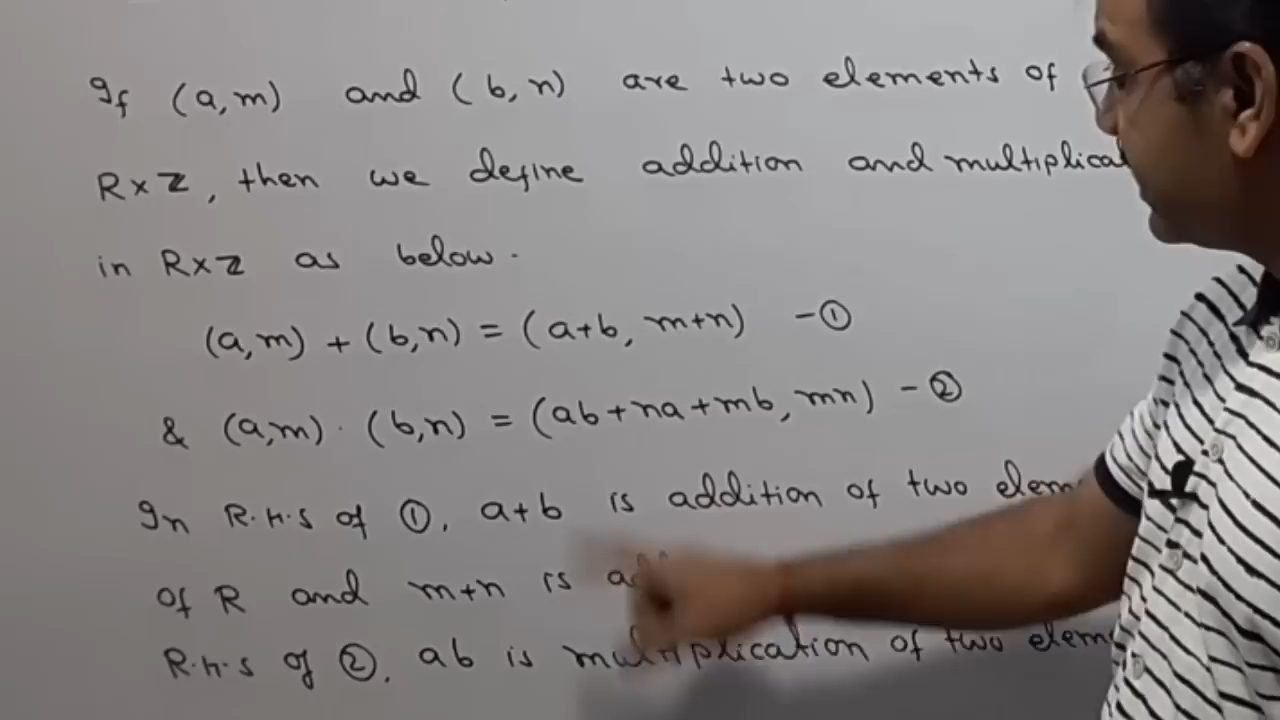 If (a,m) and (b,n) are two elements of
R×Z, then we define addition and multiplica
in R×Z as below.
(a,m) + (b,n) = (a+b, m+n) -①
& (a,m) · (b,n) = (ab+na+mb, mn) -②
In R.H.S of ①, a+b is addition of two elem
of R and m+n is
R.H.S of ②, ab is multiplication of two elem